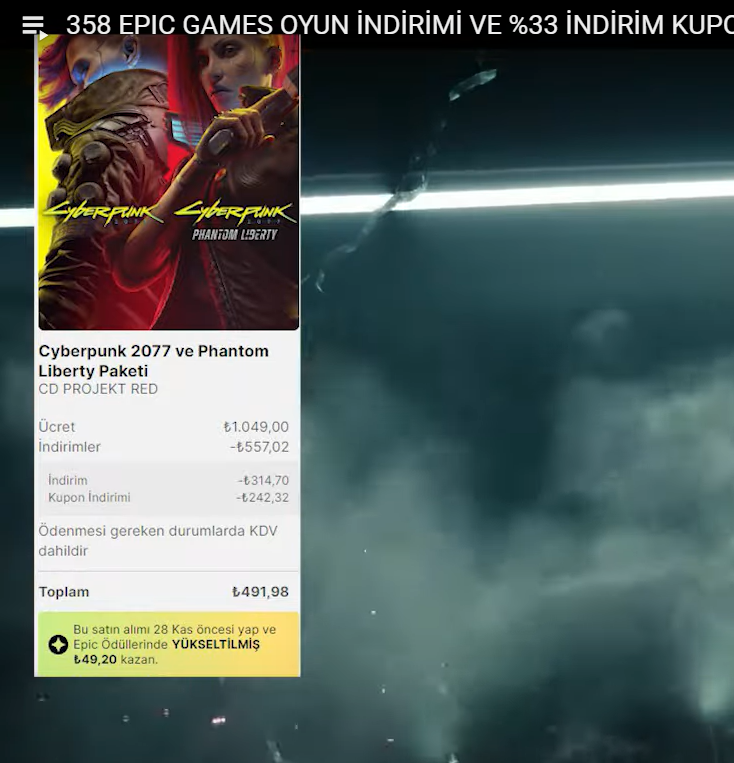 358 EPIC GAMES OYUN İNDİRİMİ VE %33 İNDİRİM
CYBERPUNK CYBERPUNK
PHANTOM LIBERTY
Cyberpunk 2077 ve Phantom
Liberty Paketi
CD PROJEKT RED
Ücret ₺1.049,00
İndirimler -₺557,02
İndirim -₺314,70
Kupon İndirimi -₺242,32
Ödenmesi gereken durumlarda KDV
dahildir
Toplam ₺491,98
Bu satın alımı 28 Kas öncesi yap ve
Epic Ödüllerinde YÜKSELTİLMİŞ
₺49,20 kazan.